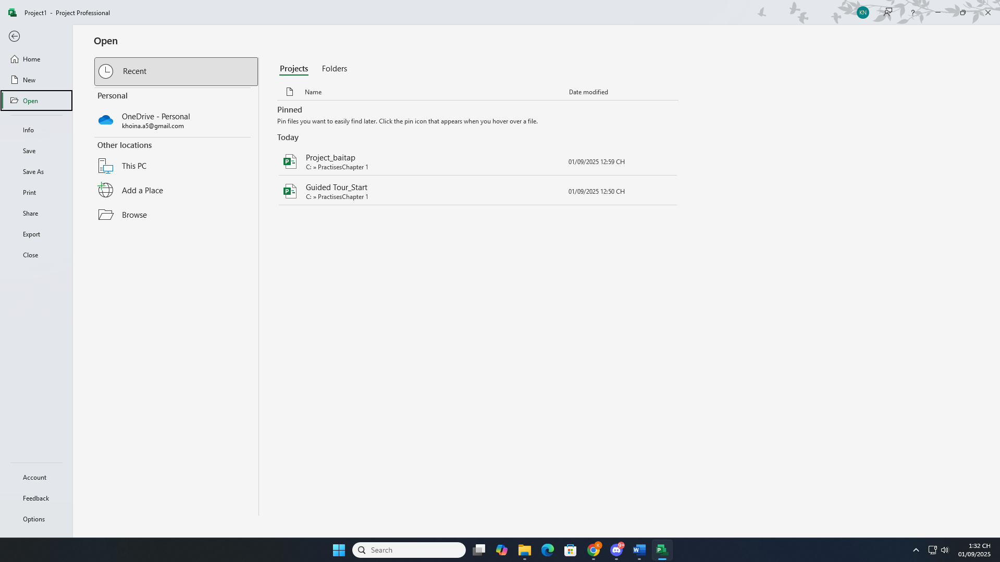 Project1 - Project Professional
KN
?
Home
New
Open
Info
Save
Save As
Print
Share
Export
Close
Account
Feedback
Options
Open
Recent
Personal
OneDrive - Personal
khoina.a5@gmail.com
Other locations
This PC
Add a Place
Browse
Projects Folders
Name Date modified
Pinned
Pin files you want to easily find later. Click the pin icon that appears when you hover over a file.
Today
Project_baitap
C: » PractisesChapter 1
01/09/2025 12:59 CH
Guided Tour_Start
C: » PractisesChapter 1
01/09/2025 12:50 CH
Search
K
9+
1:32 CH
01/09/2025